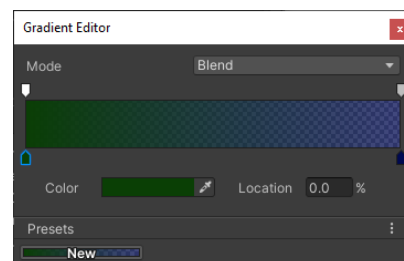 Gradient Editor
x
Mode Blend
Color Location 0.0 %
Presets
New